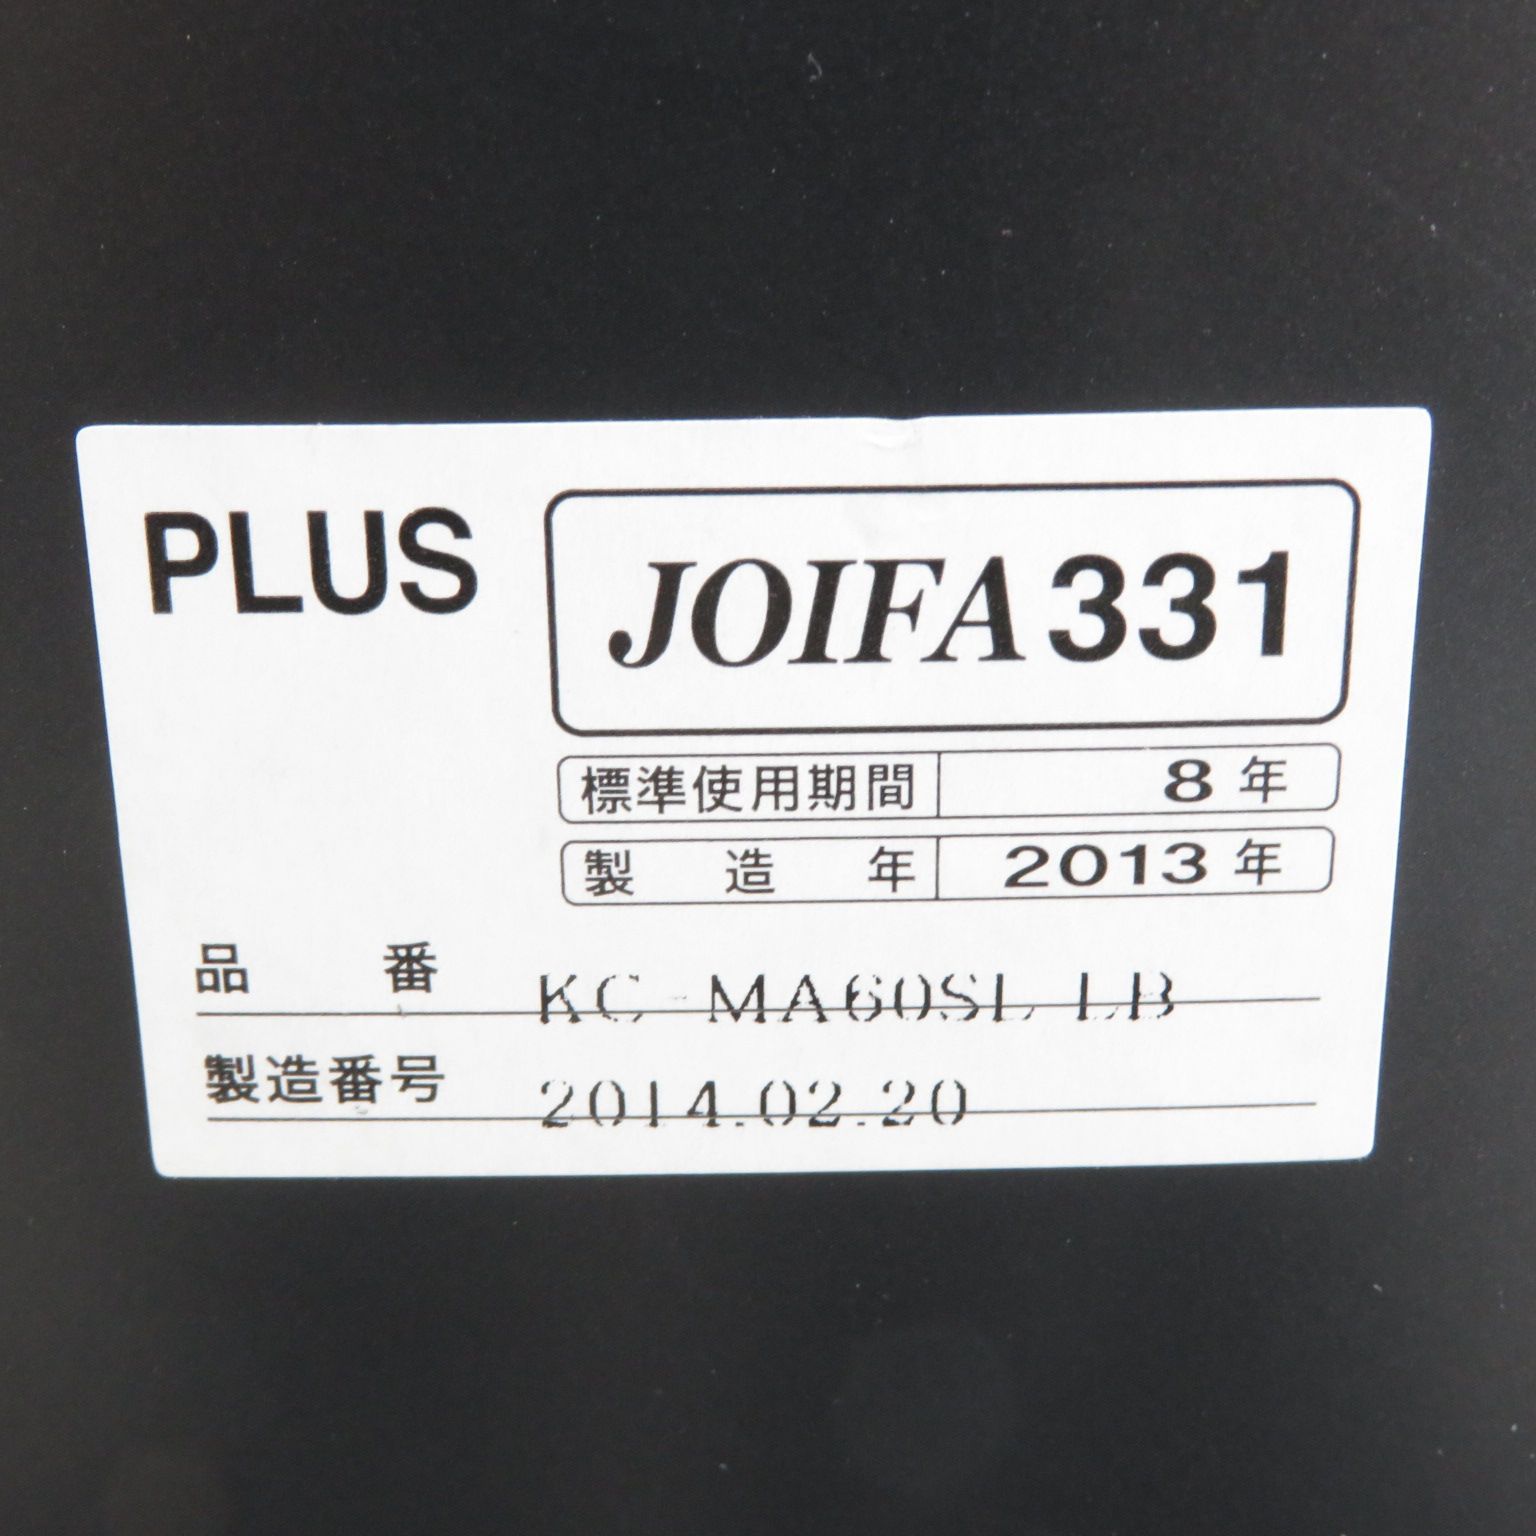 PLUS
JOIFA331
標準使用期間 8年
製造年 2013年
品番 KC-MA60SL LB
製造番号 2014.02.20